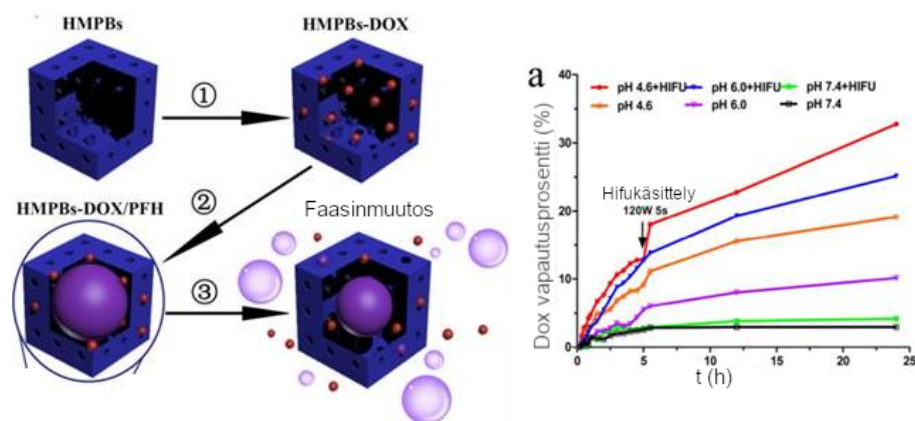 HMPBs
HMPBs-DOX
①
HMPBs-DOX/PFH
②
Faasinmuutos
③
a
pH 4.6+HIFU
pH 6.0+HIFU
pH 7.4+HIFU
pH 4.6
pH 6.0
pH 7.4
Hifukäsittely
120W 5s
Dox vapautusprosentti (%)
40
30
20
10
0
0
5
10
15
20
25
t (h)